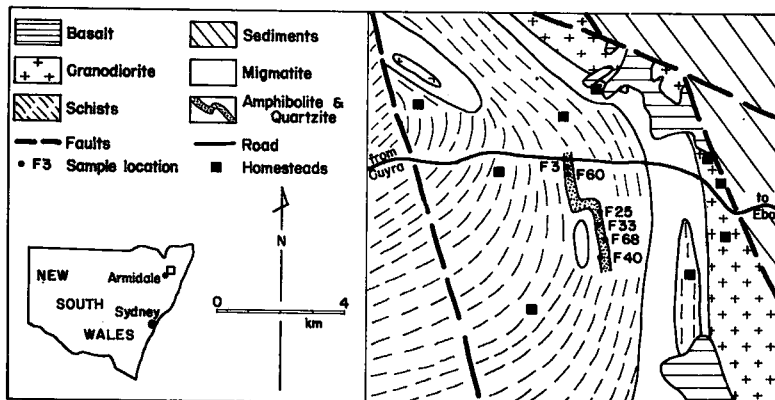 Basalt
Sediments
Granodiorite
Migmatite
Schists
Amphibolite &
Quartzite
Faults
Road
F3 Sample location
Homesteads
N
NEW
SOUTH
WALES
Armidale
Sydney
0 4
km
from
Guyra
F3
F60
F25
F33
F68
F40
to
Ebor